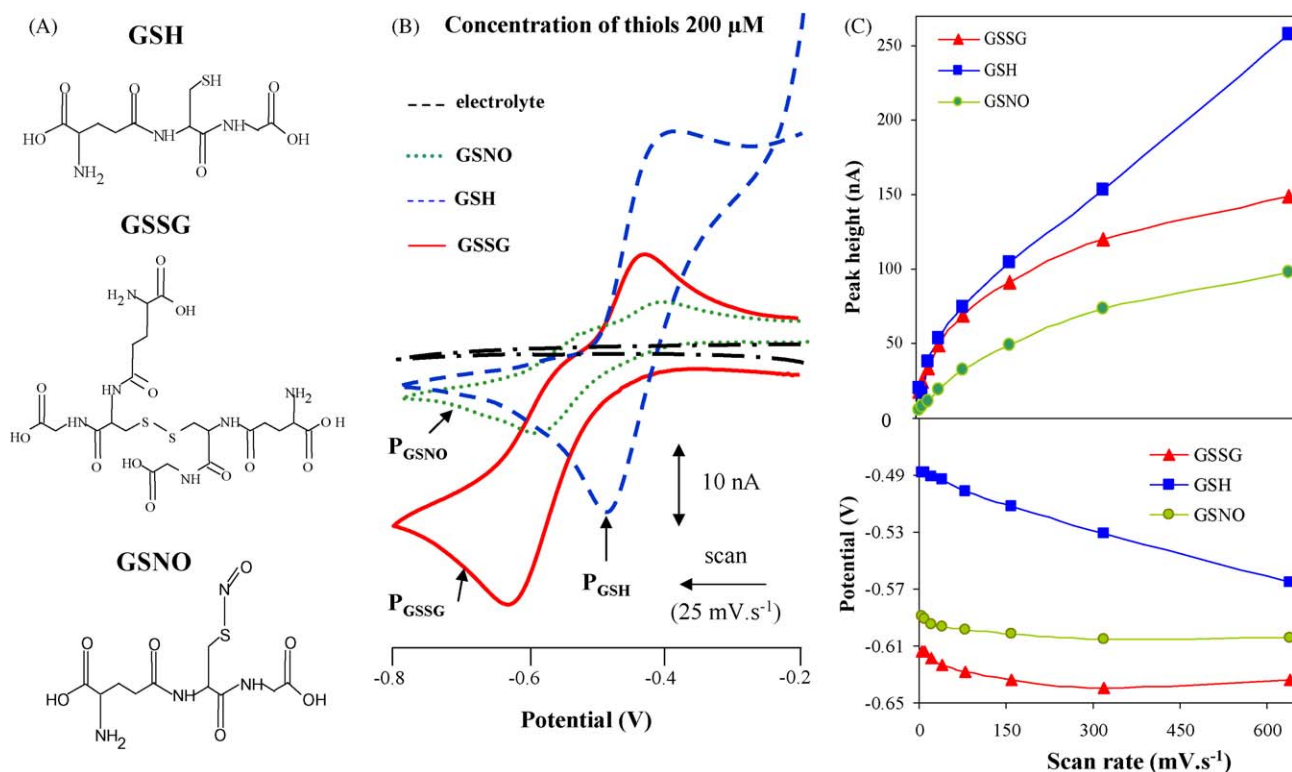 (A)
GSH
O
O
SH
O
HO
NH
NH
OH
NH2
O
GSSG
O
H2N
OH
O
NH
O
NH
S
S
NH
NH2
OH
HO
O
O
HO
O
O
O
NH
O
GSNO
O
N
S
O
O
O
HO
NH
NH
OH
NH2
O
(B) Concentration of thiols 200 µM
electrolyte
GSNO
GSH
GSSG
PGSNO
10 nA
PGSH
scan
PGSSG
(25 mV.s-1)
-0.8 -0.6 -0.4 -0.2
Potential (V)
(C)
GSSG
GSH
GSNO
250
200
150
100
50
0
Peak height (nA)
GSSG
GSH
GSNO
-0.49
-0.53
-0.57
-0.61
-0.65
Potential (V)
0 150 300 450 600
Scan rate (mV.s-1)